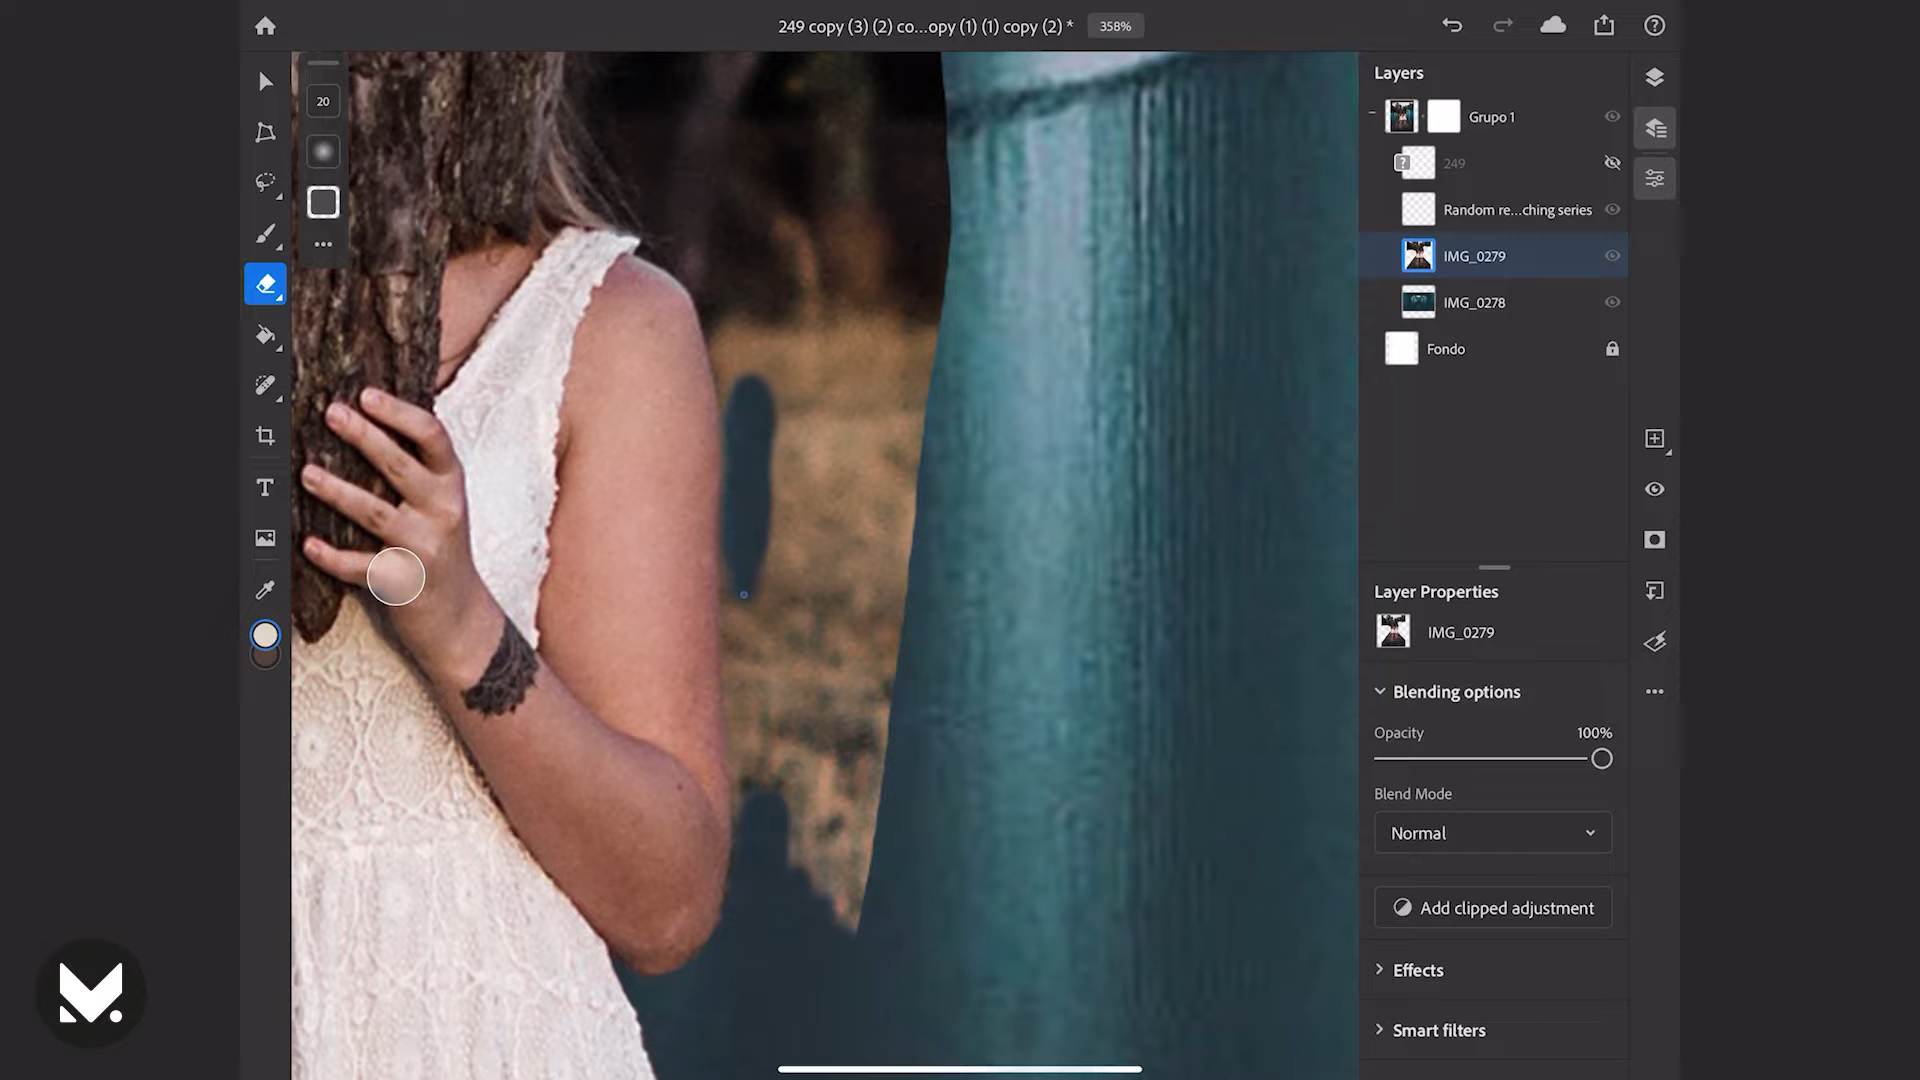 249 copy (3) (2) co...opy (1) (1) copy (2) *
358%
20
T
Layers
Grupo 1
?
249
Random re...ching series
IMG_0279
IMG_0278
Fondo
Layer Properties
IMG_0279
Blending options
Opacity
100%
Blend Mode
Normal
Add clipped adjustment
Effects
Smart filters
M.